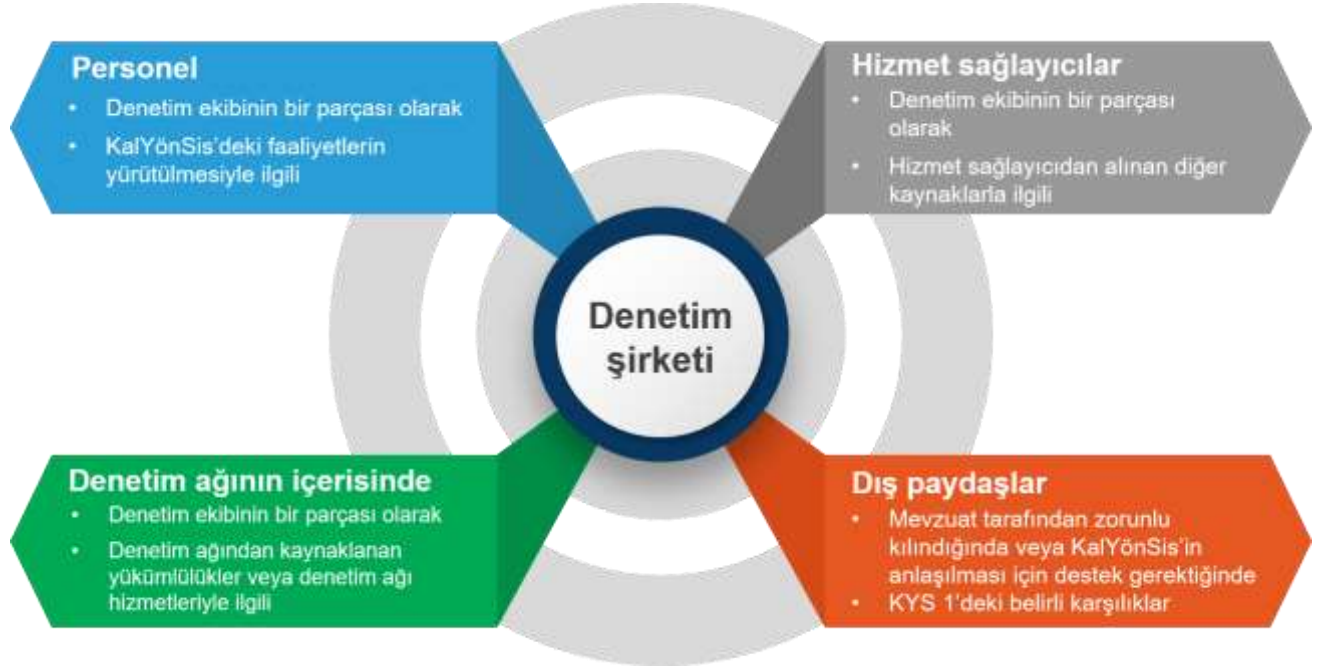 Personel
• Denetim ekibinin bir parçası olarak
• KalYönSis'deki faaliyetlerin
yürütülmesiyle ilgili
Hizmet sağlayıcılar
• Denetim ekibinin bir parçası
olarak
• Hizmet sağlayıcıdan alınan diğer
kaynaklarla ilgili
Denetim
şirketi
Denetim ağının içerisinde
• Denetim ekibinin bir parçası olarak
• Denetim ağından kaynaklanan
yükümlülükler veya denetim ağı
hizmetleriyle ilgili
Dış paydaşlar
• Mevzuat tarafından zorunlu
kılındığında veya KalYönSis'in
anlaşılması için destek gerektiğinde
• KYS 1'deki belirli karşılıklar